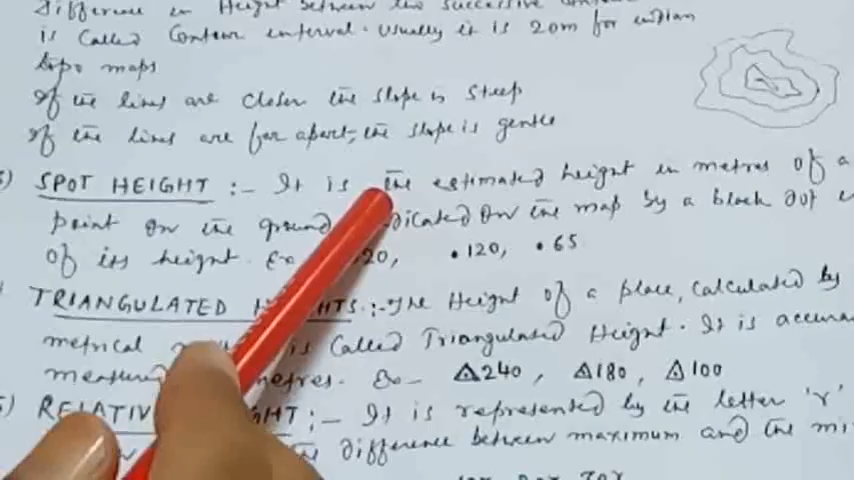 Difference in Height between two successive
is called Contour interval. Usually it is 20m for indian
topo maps
If the lines are closer the slope is steep
If the lines are far apart, the slope is gentle
SPOT HEIGHT :- It is the estimated height in metres of a
point on the ground indicated on the map by a black dot
of its height. Ex 20, .120, .65
TRIANGULATED HEIGHTS :- The Height of a place, calculated by
metrical is called Triangulated Height. It is
metres. Ex- △240, △180, △100
5) RELATIVE HEIGHT :- It is represented by the letter 'r'
the difference between maximum and the